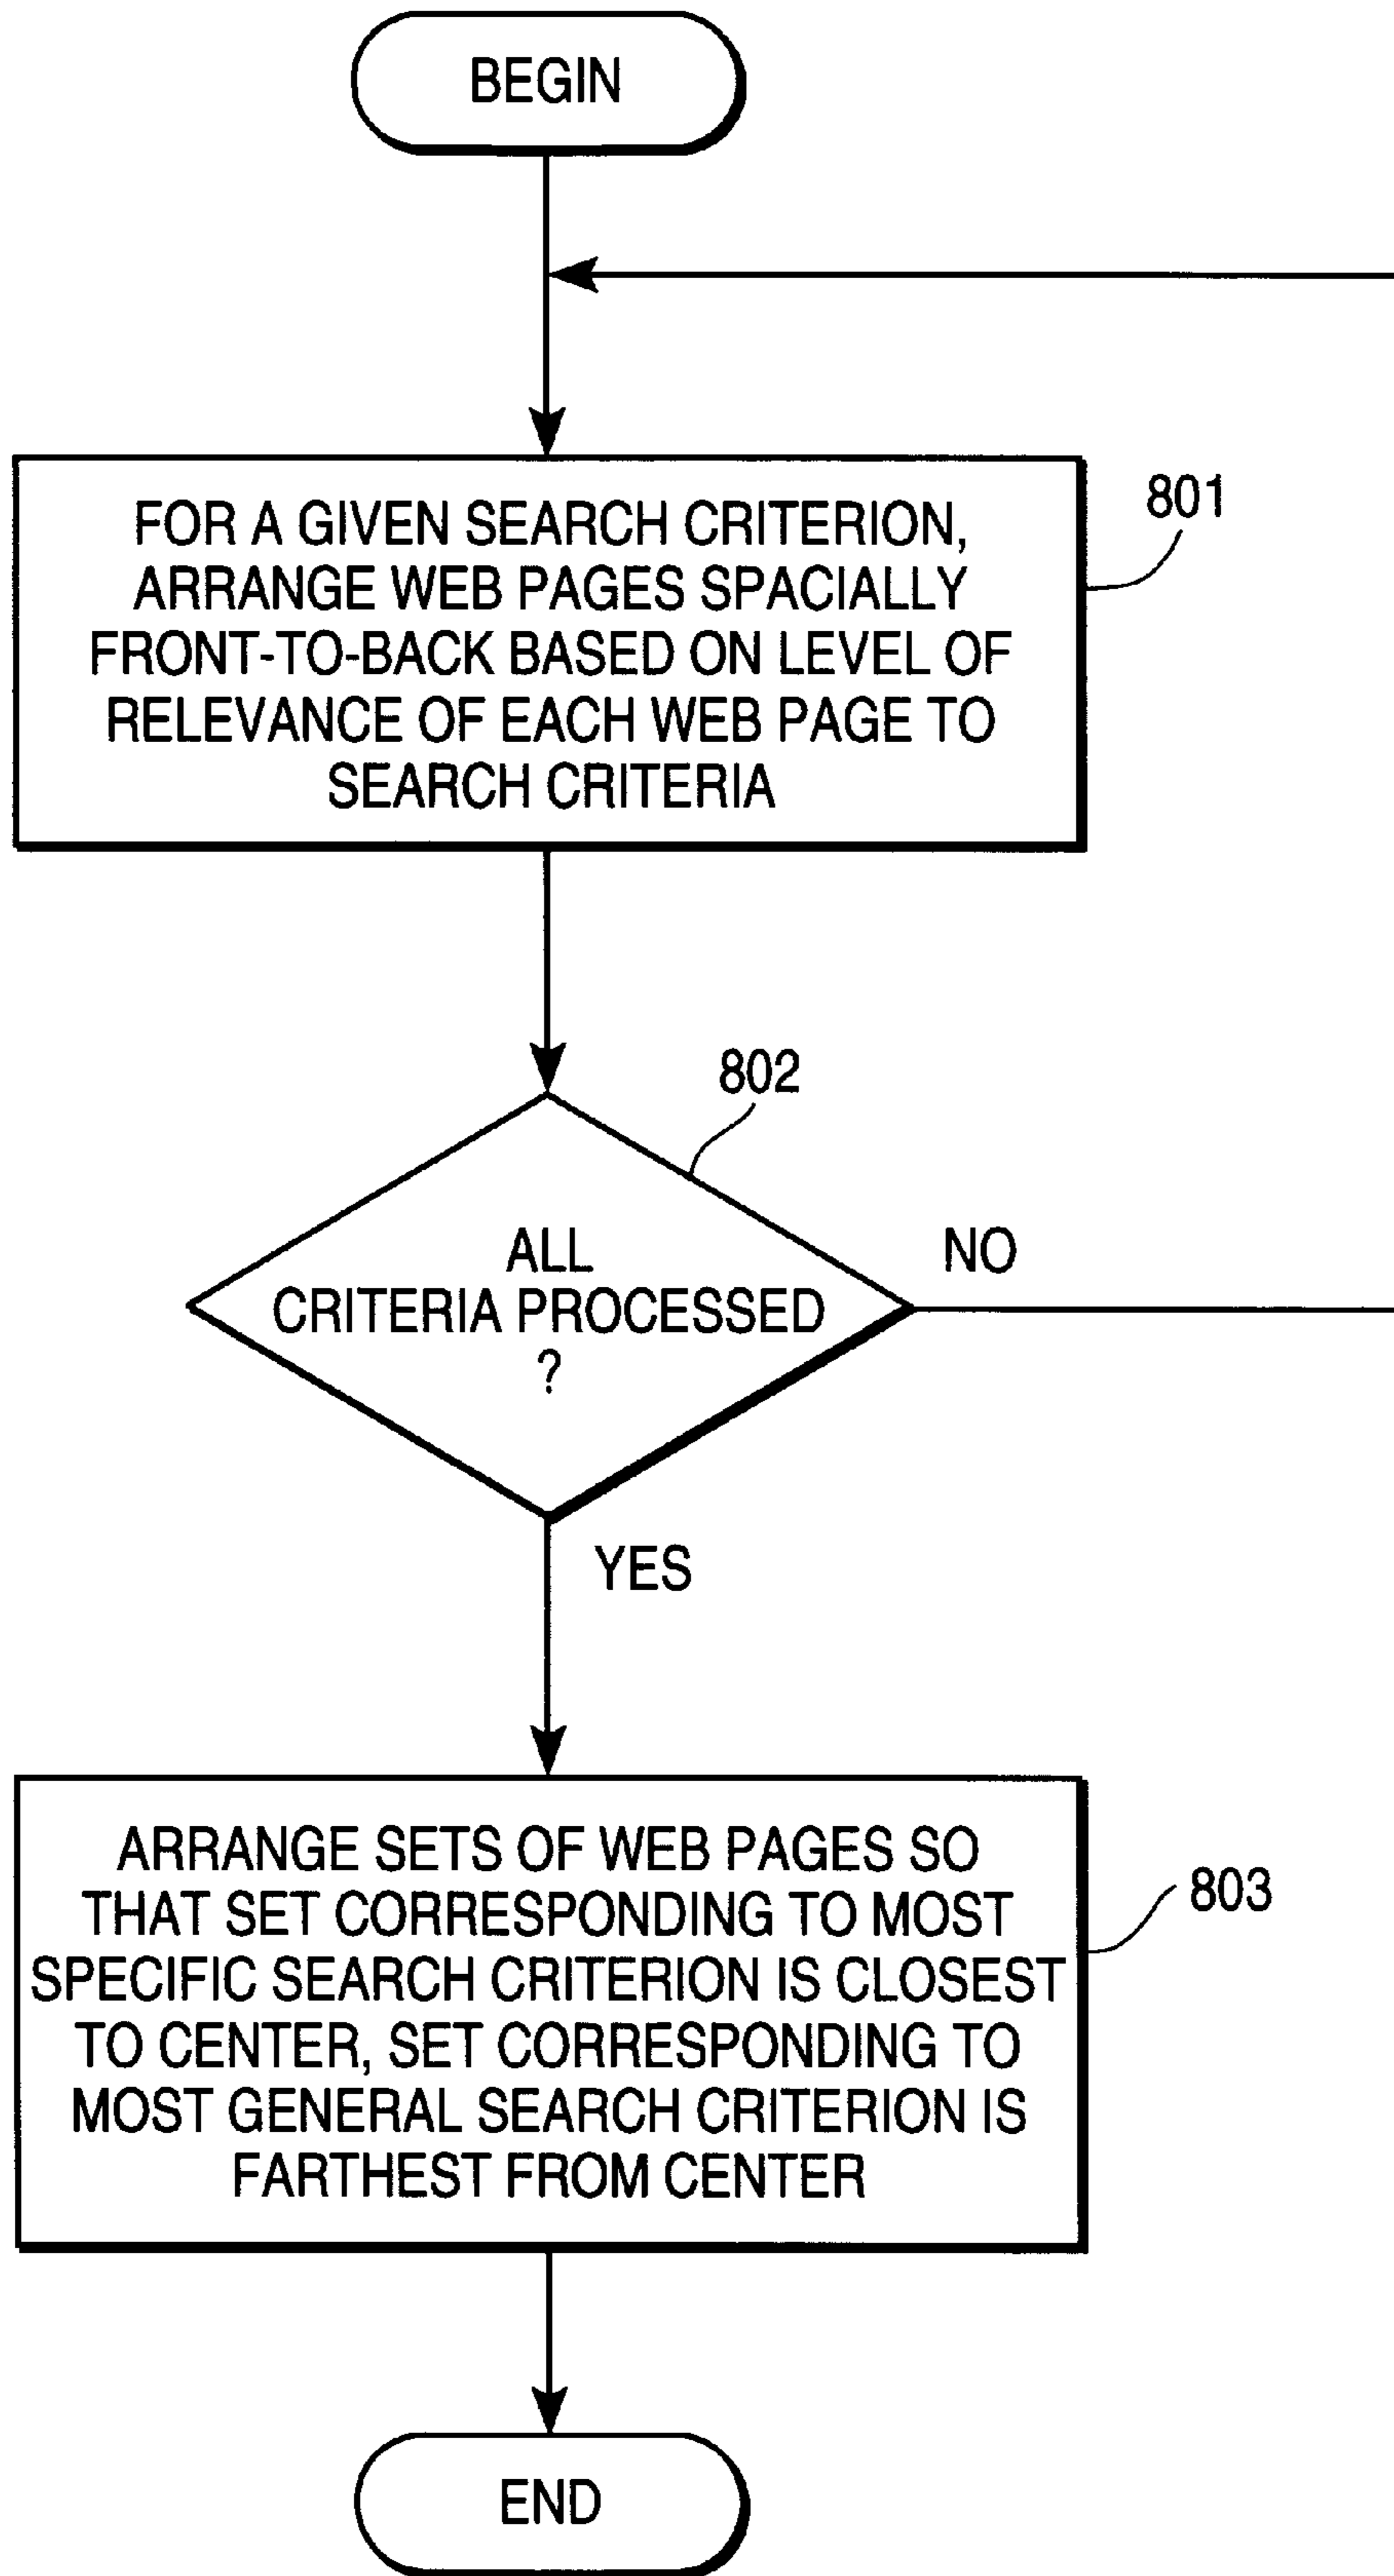 BEGIN
FOR A GIVEN SEARCH CRITERION,
ARRANGE WEB PAGES SPACIALLY
FRONT-TO-BACK BASED ON LEVEL OF
RELEVANCE OF EACH WEB PAGE TO
SEARCH CRITERIA
801
802
ALL
CRITERIA PROCESSED
?
NO
YES
ARRANGE SETS OF WEB PAGES SO
THAT SET CORRESPONDING TO MOST
SPECIFIC SEARCH CRITERION IS CLOSEST
TO CENTER, SET CORRESPONDING TO
MOST GENERAL SEARCH CRITERION IS
FARTHEST FROM CENTER
803
END